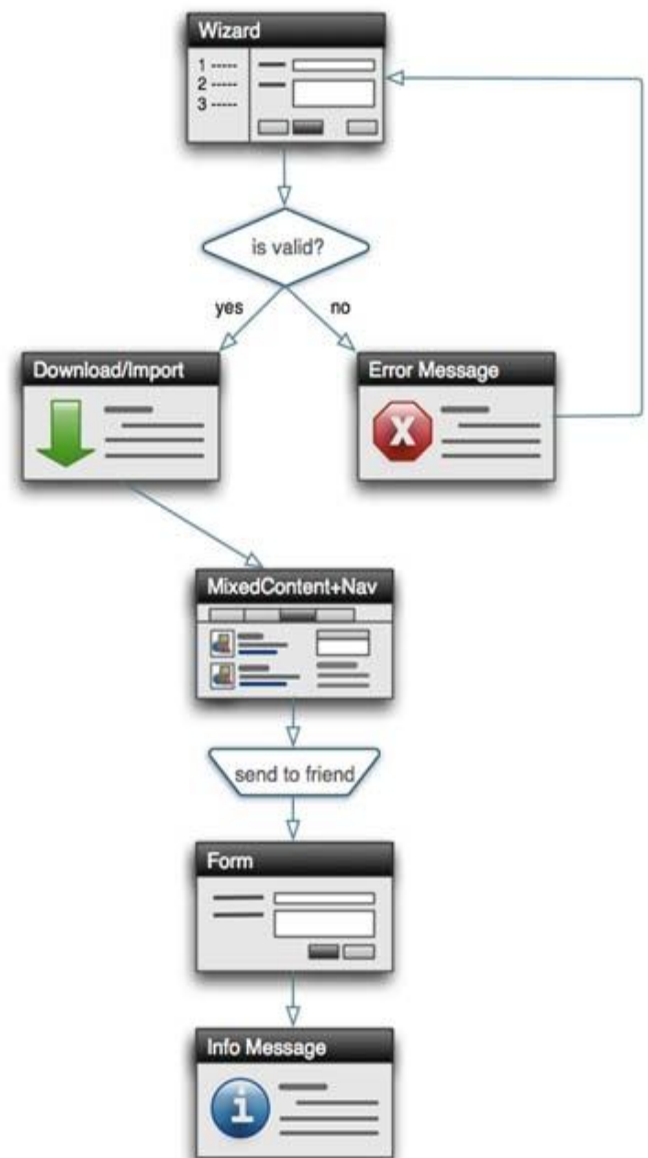 Wizard
1 -----
2 -----
3 -----
is valid?
yes
no
Download/Import
Error Message
X
MixedContent+Nav
send to friend
Form
Info Message
i